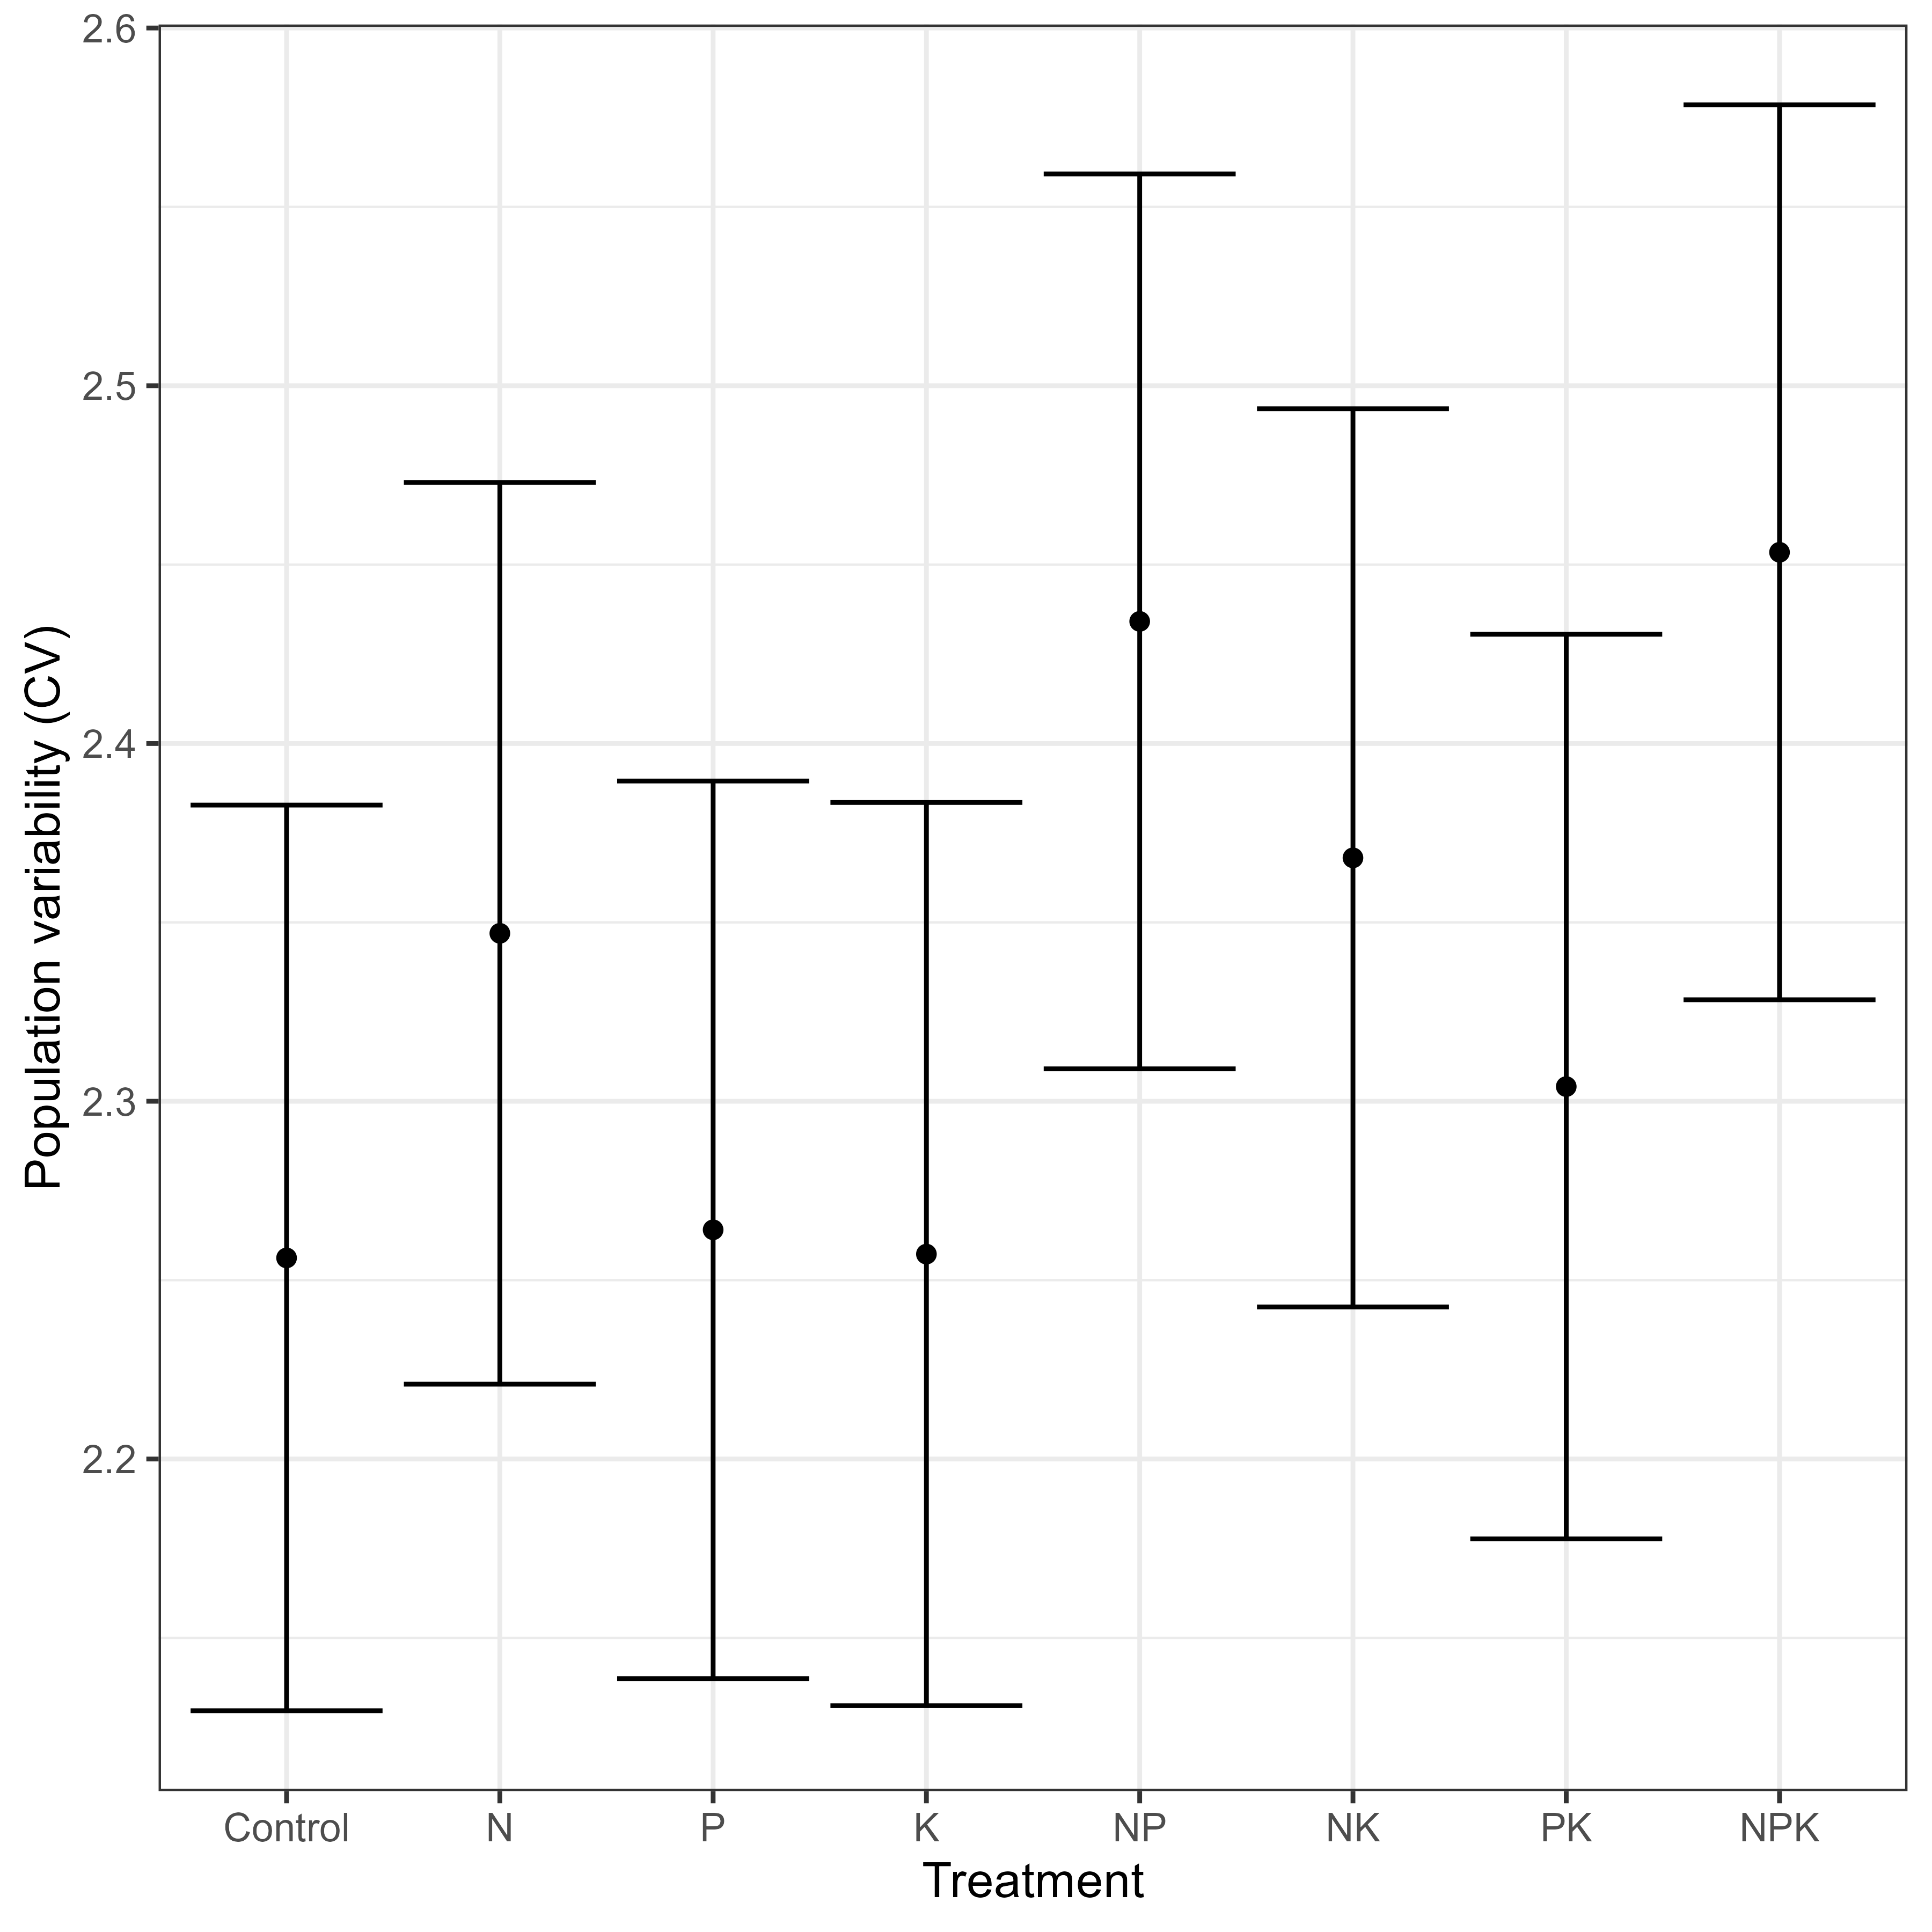 2.6
2.5
2.4
2.3
2.2
Population variability (CV)
Control N P K NP NK PK NPK
Treatment